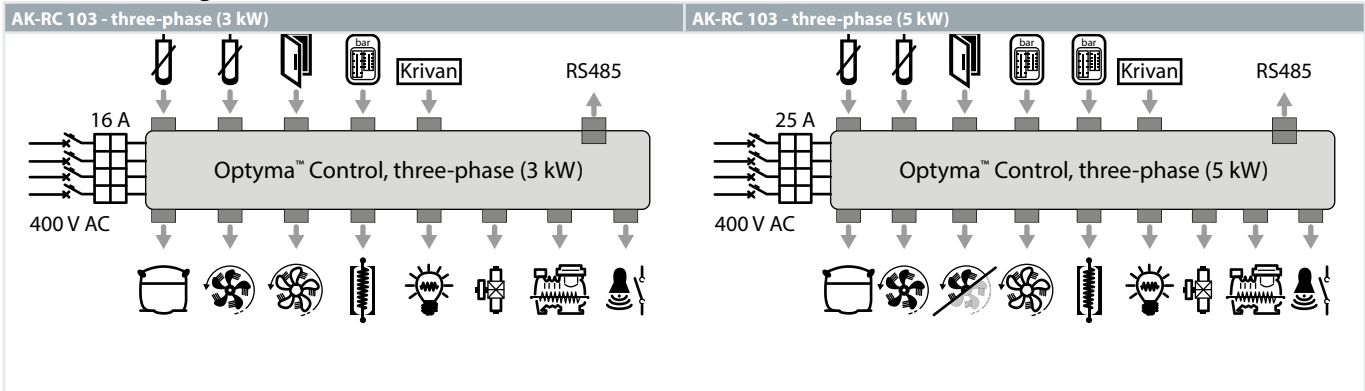 AK-RC 103 - three-phase (3 kW)
bar
Krivan
RS485
16 A
Optyma™ Control, three-phase (3 kW)
400 V AC
AK-RC 103 - three-phase (5 kW)
bar
bar
Krivan
RS485
25 A
Optyma™ Control, three-phase (5 kW)
400 V AC